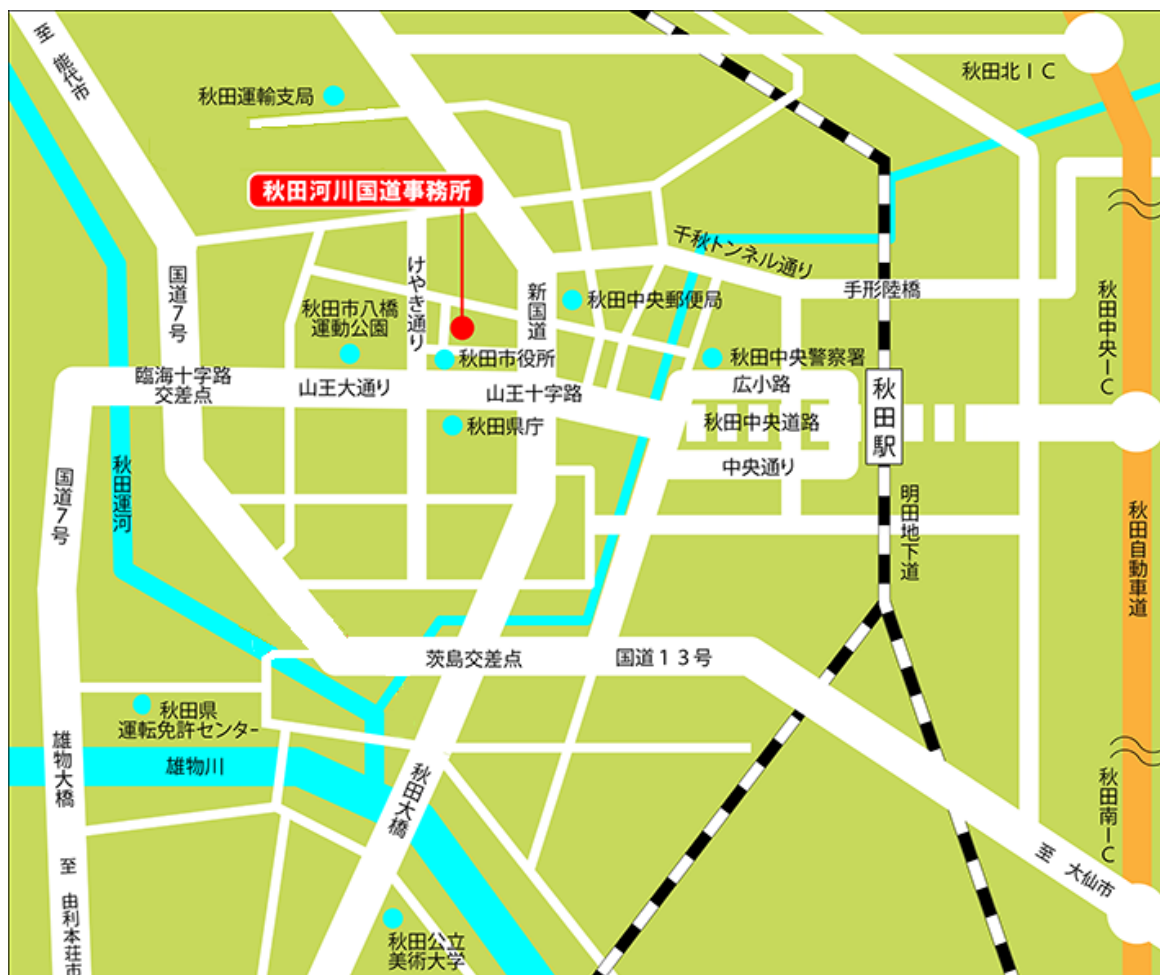 至 能代市
秋田北IC
秋田運輸支局
秋田河川国道事務所
千秋トンネル通り
手形陸橋
国道7号
けやき通り
新国道
秋田中央郵便局
秋田市八橋
運動公園
秋田市役所
秋田中央警察署
秋田中央IC
臨海十字路
交差点
山王大通り
山王十字路
広小路
秋田中央道路
秋田駅
秋田県庁
中央通り
国道7号
秋田運河
明田地下道
秋田自動車道
茨島交差点
国道13号
秋田県
運転免許センター
雄物大橋
雄物川
秋田大橋
秋田南IC
至 大仙市
至 由利本荘市
秋田公立
美術大学